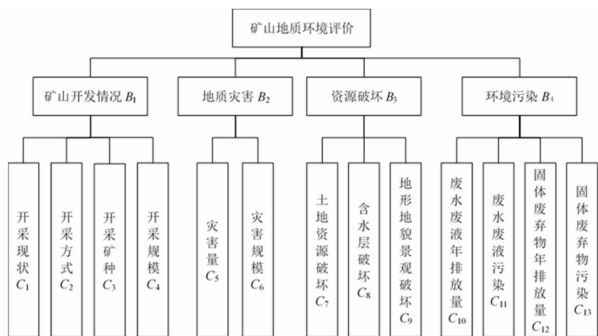 矿山地质环境评价
矿山开发情况 B1
地质灾害 B2
资源破坏 B3
环境污染 B4
开采现状 C1
开采方式 C2
开采矿种 C3
开采规模 C4
灾害量 C5
灾害规模 C6
土地资源破坏 C7
含水层破坏 C8
地形地貌景观破坏 C9
废水废液年排放量 C10
废水废液污染 C11
固体废弃物年排放量 C12
固体废弃物污染 C13